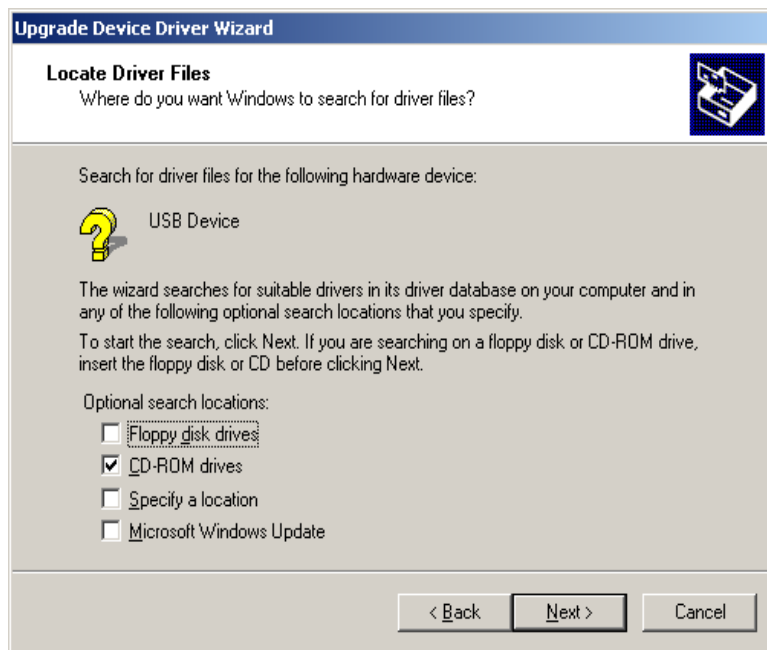 Upgrade Device Driver Wizard
Locate Driver Files
Where do you want Windows to search for driver files?
Search for driver files for the following hardware device:
USB Device
The wizard searches for suitable drivers in its driver database on your computer and in
any of the following optional search locations that you specify.
To start the search, click Next. If you are searching on a floppy disk or CD-ROM drive,
insert the floppy disk or CD before clicking Next.
Optional search locations:
Floppy disk drives
CD-ROM drives
Specify a location
Microsoft Windows Update
< Back Next > Cancel